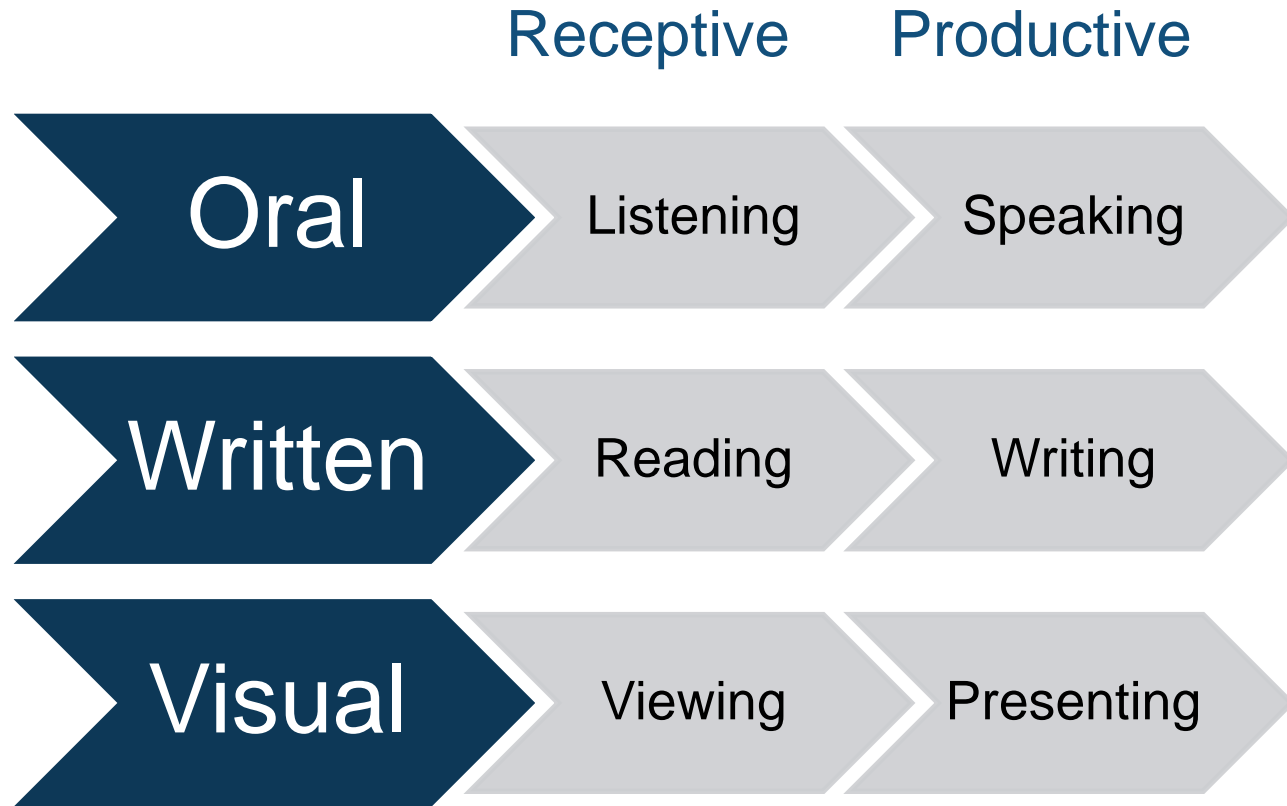 Receptive Productive
Oral Listening Speaking
Written Reading Writing
Visual Viewing Presenting